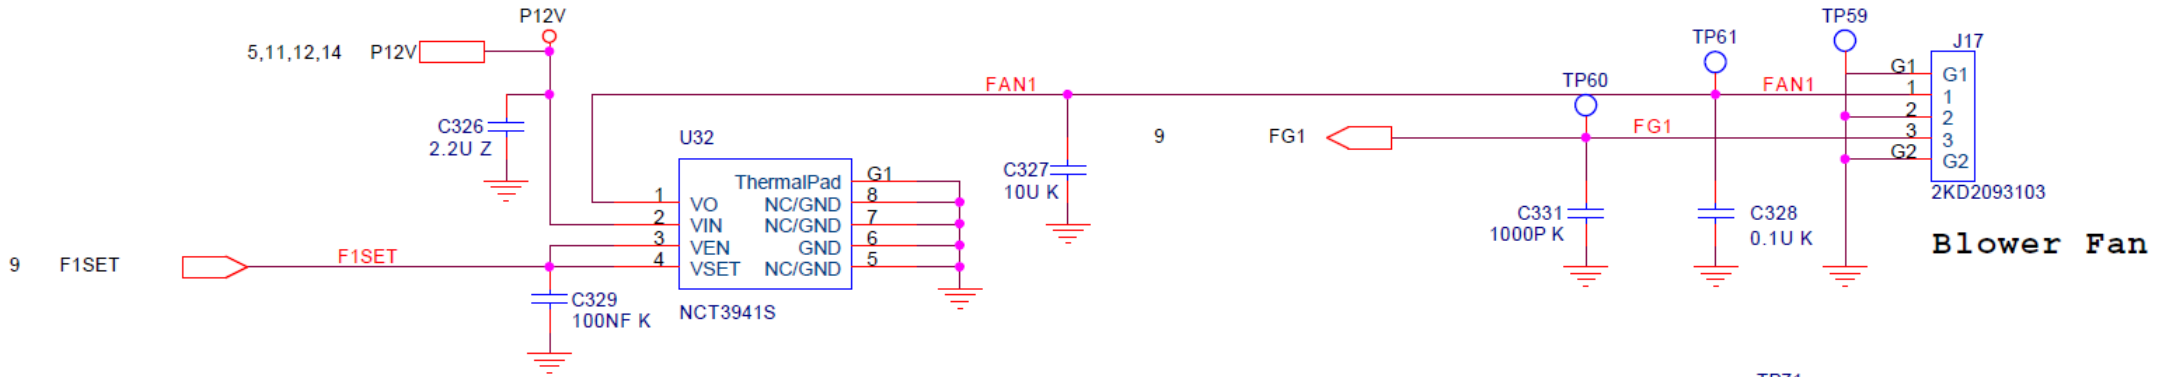 P12V
5,11,12,14 P12V
TP59
TP61
J17
TP60
FAN1
FAN1
G1 G1
1 1
2 2
3 3
G2 G2
C326
2.2U Z
U32
9 FG1
FG1
2KD2093103
ThermalPad G1
1 VO NC/GND 8
2 VIN NC/GND 7
3 VEN GND 6
4 VSET NC/GND 5
C327
10U K
C331
1000P K
C328
0.1U K
Blower Fan
9 F1SET
F1SET
C329
100NF K
NCT3941S